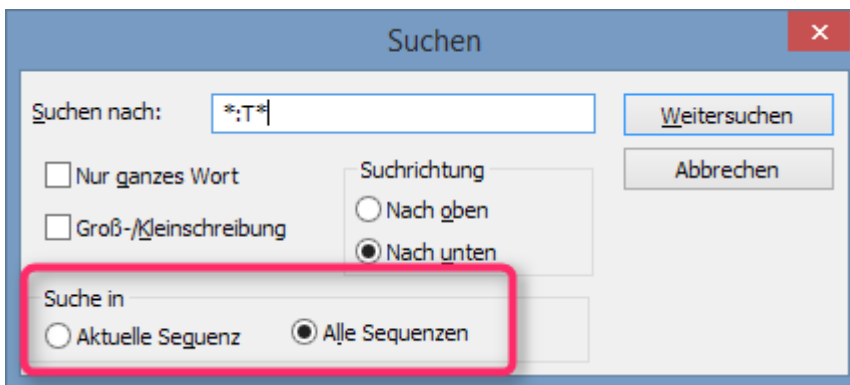 Suchen
Suchen nach: *:T*
Weitersuchen
Nur ganzes Wort
Suchrichtung
Abbrechen
Nach oben
Groß-/Kleinschreibung
Nach unten
Suche in
Aktuelle Sequenz
Alle Sequenzen